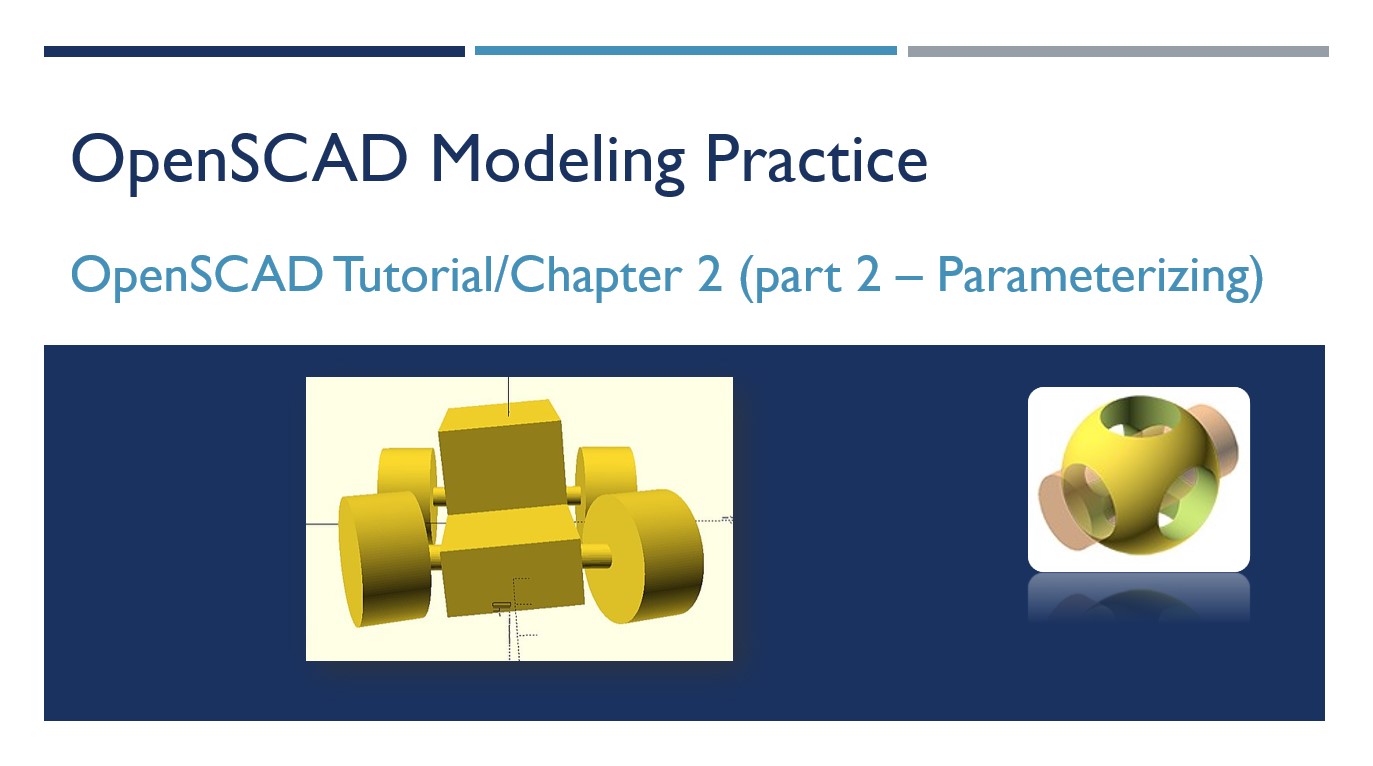 OpenSCAD Modeling Practice
OpenSCAD Tutorial/Chapter 2 (part 2 – Parameterizing)